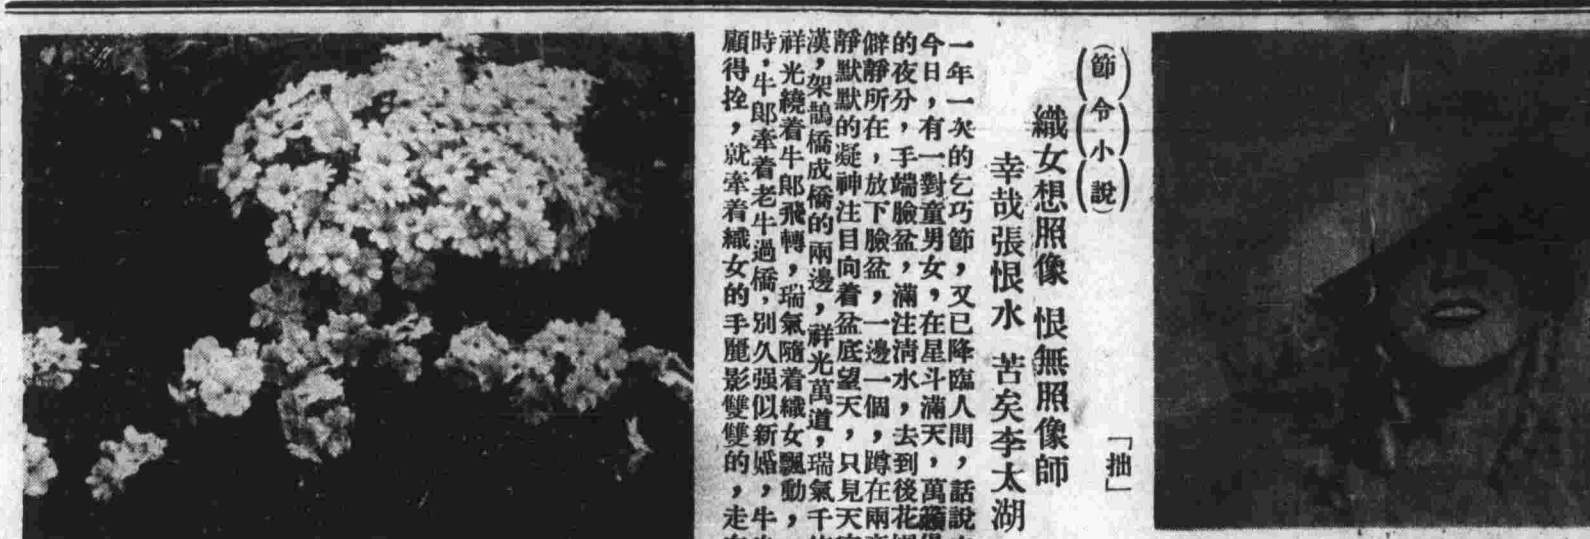 (節令小說)
「拙」
織女想照像 恨無照像師
幸哉張恨水 苦矣李太湖
一年一次的乞巧節，又已降臨人間，話說
今日，有一對童男女，在星斗滿天，萬籟俱
的夜分，手端臉盆，滿注淸水，去到後花園
僻靜所在，放下臉盆，一邊一個，蹲在兩
靜默默的凝神注目向着盆底望天，只見天
漢，架鵲橋成橋的兩邊，祥光萬道，瑞氣千
祥光繞着牛郎飛轉，瑞氣隨着織女飄動，
時，牛郎牽着老牛過橋，別久强似新婚，牛
顧得拴，就牽着織女的手麗影雙雙的，走